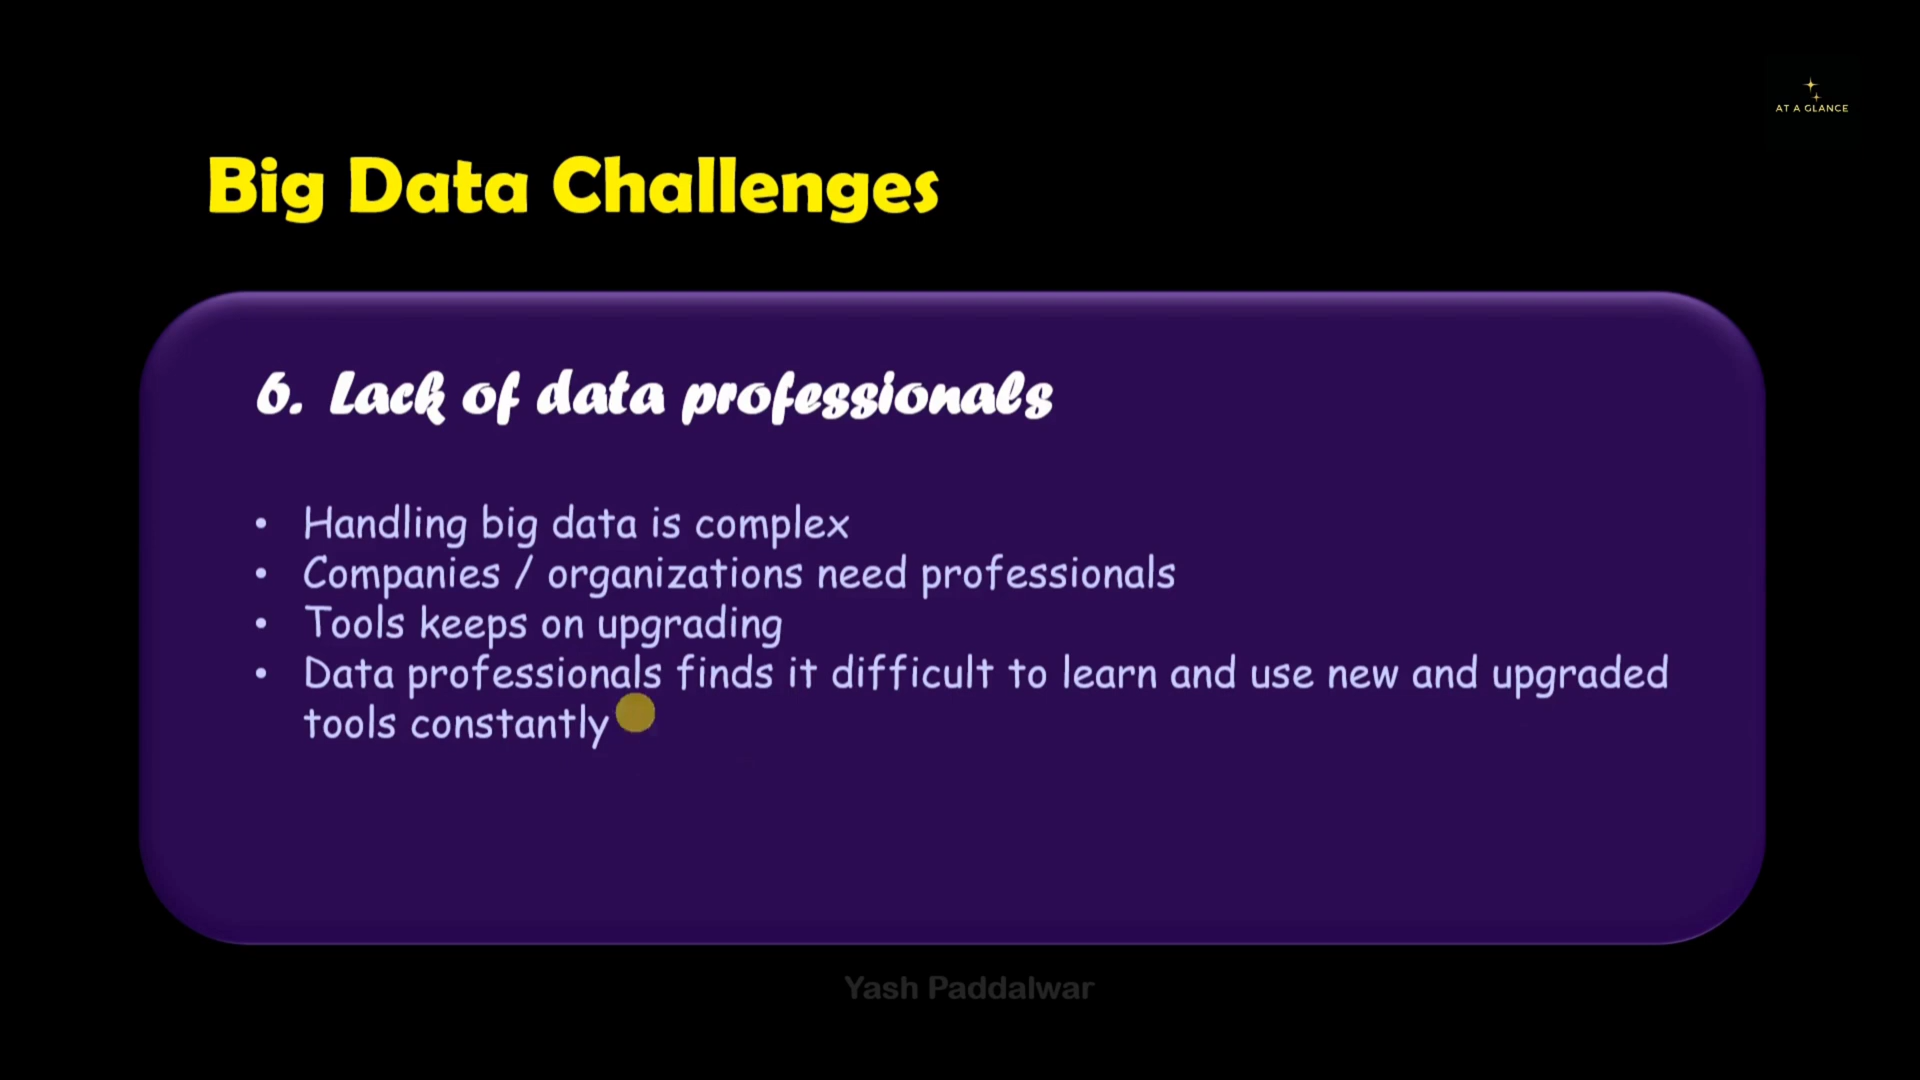 AT A GLANCE
Big Data Challenges
6. Lack of data professionals
• Handling big data is complex
• Companies / organizations need professionals
• Tools keeps on upgrading
• Data professionals finds it difficult to learn and use new and upgraded
tools constantly
Yash Paddalwar